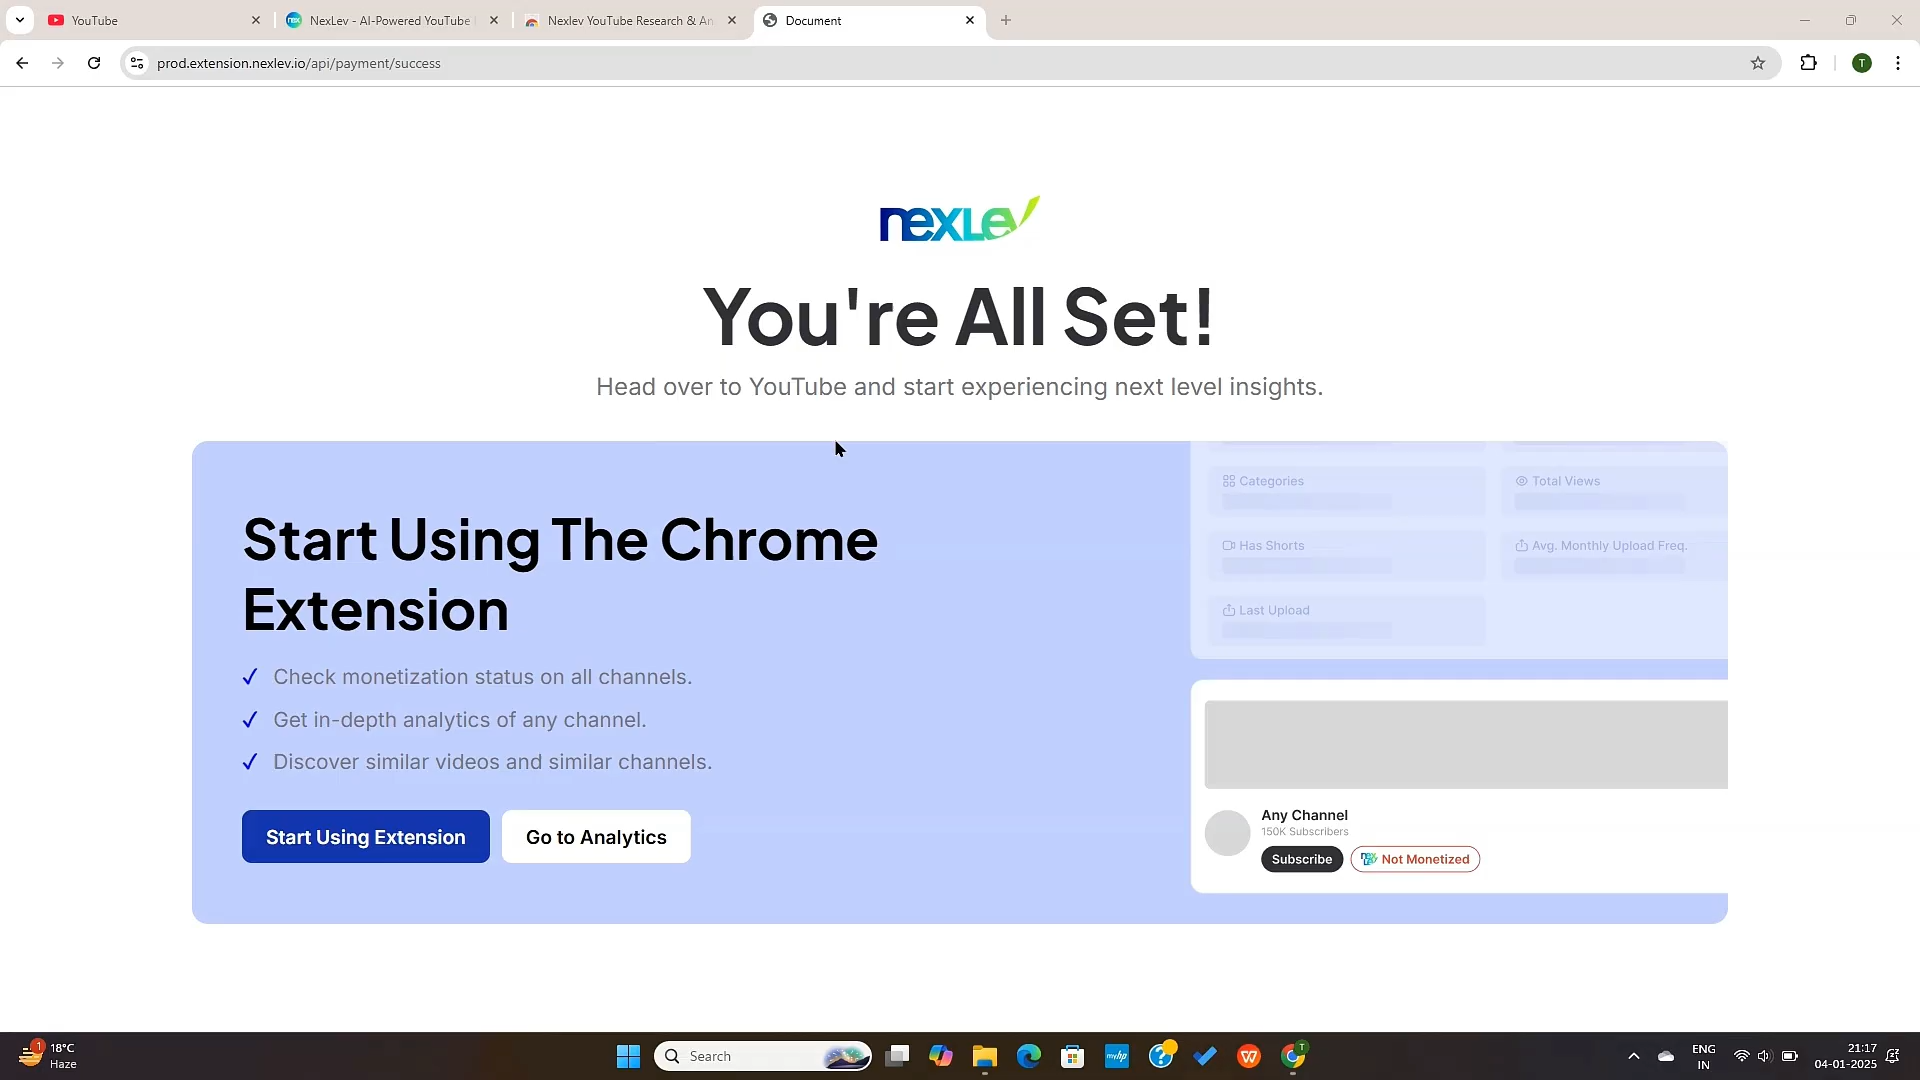 YouTube
NexLev - AI-Powered YouTube
Nexlev YouTube Research & An
Document
prod.extension.nexlev.io/api/payment/success
T
nexLev
You're All Set!
Head over to YouTube and start experiencing next level insights.
Start Using The Chrome
Extension
✓ Check monetization status on all channels.
✓ Get in-depth analytics of any channel.
✓ Discover similar videos and similar channels.
Start Using Extension
Go to Analytics
Categories
Total Views
Has Shorts
Avg. Monthly Upload Freq.
Last Upload
Any Channel
150K Subscribers
Subscribe
nexLev Not Monetized
1
18°C
Haze
Search
myhp
T
ENG
IN
21:17
04-01-2025